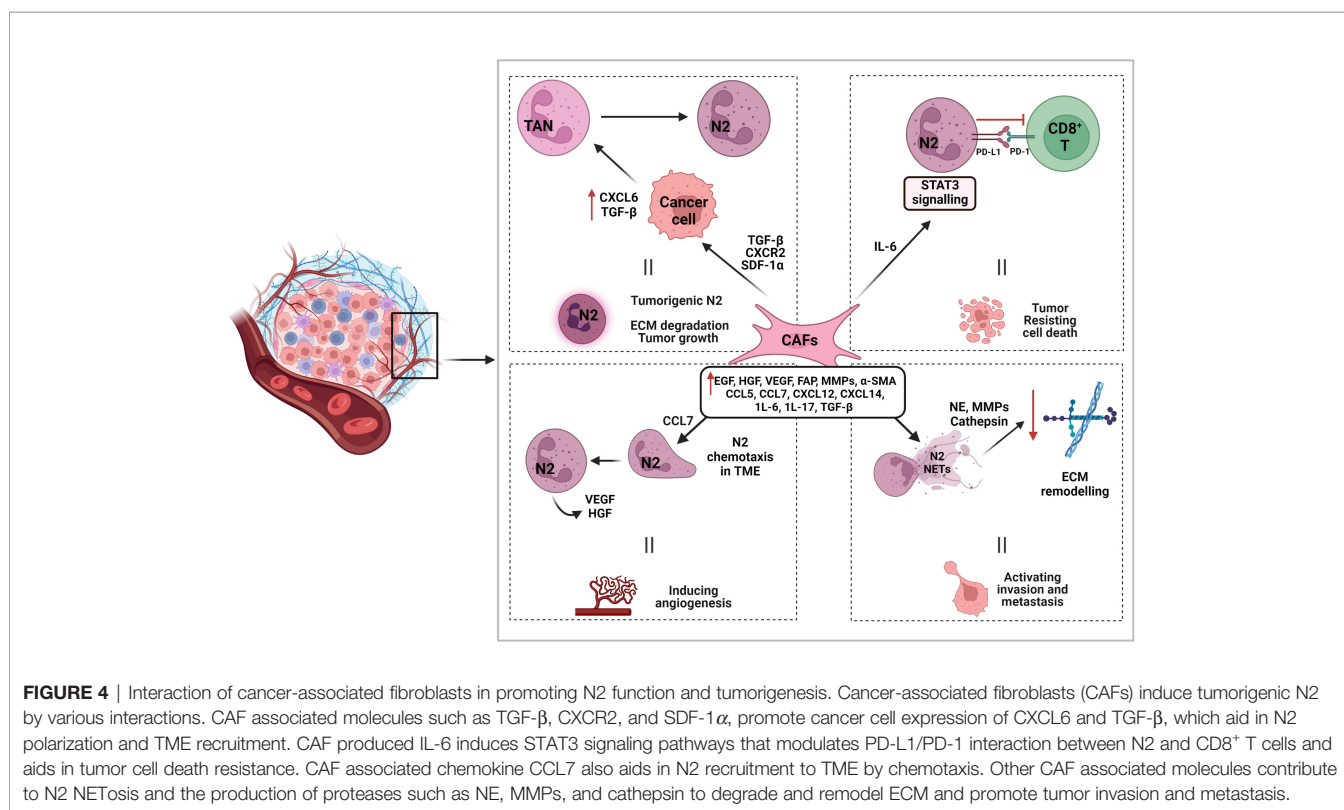 TAN
N2
CXCL6
TGF-β
Cancer
cell
TGF-β
CXCR2
SDF-1α
N2
Tumorigenic N2
ECM degradation
Tumor growth
N2
PD-L1
PD-1
CD8+
T
STAT3
signalling
IL-6
Tumor
Resisting
cell death
CAFs
EGF, HGF, VEGF, FAP, MMPs, α-SMA
CCL5, CCL7, CXCL12, CXCL14,
1L-6, 1L-17, TGF-β
CCL7
N2
N2
N2
chemotaxis
in TME
VEGF
HGF
Inducing
angiogenesis
N2
NETs
NE, MMPs
Cathepsin
ECM
remodelling
Activating
invasion and
metastasis
FIGURE 4 | Interaction of cancer-associated fibroblasts in promoting N2 function and tumorigenesis. Cancer-associated fibroblasts (CAFs) induce tumorigenic N2
by various interactions. CAF associated molecules such as TGF-β, CXCR2, and SDF-1α, promote cancer cell expression of CXCL6 and TGF-β, which aid in N2
polarization and TME recruitment. CAF produced IL-6 induces STAT3 signaling pathways that modulates PD-L1/PD-1 interaction between N2 and CD8+ T cells and
aids in tumor cell death resistance. CAF associated chemokine CCL7 also aids in N2 recruitment to TME by chemotaxis. Other CAF associated molecules contribute
to N2 NETosis and the production of proteases such as NE, MMPs, and cathepsin to degrade and remodel ECM and promote tumor invasion and metastasis.